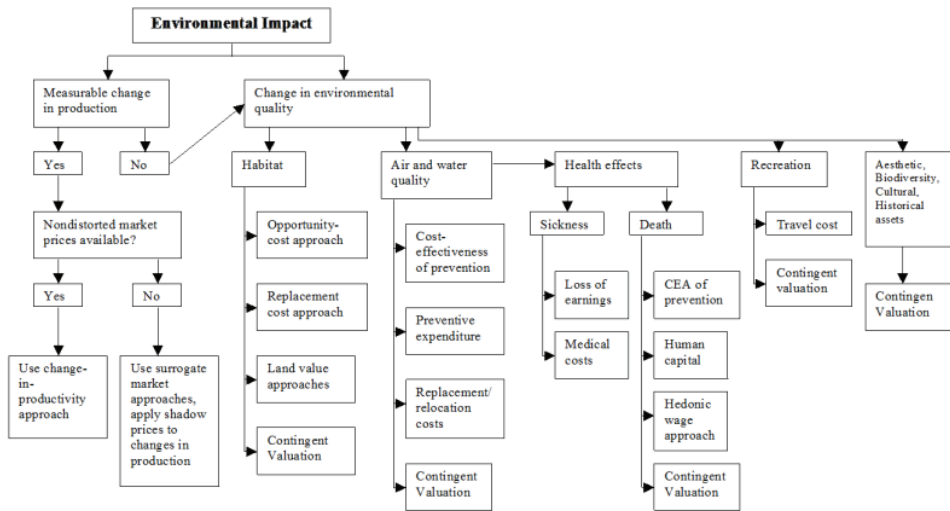 Environmental Impact
Measurable change
in production
Change in environmental
quality
Yes
No
Habitat
Air and water
quality
Health effects
Recreation
Aesthetic,
Biodiversity,
Cultural,
Historical
assets
Nondistorted market
prices available?
Opportunity-
cost approach
Cost-
effectiveness
of prevention
Sickness
Death
Travel cost
Yes
No
Replacement
cost approach
Preventive
expenditure
Loss of
earnings
CEA of
prevention
Contingent
valuation
Contingen
Valuation
Use change-
in-
productivity
approach
Use surrogate
market
approaches,
apply shadow
prices to
changes in
production
Land value
approaches
Replacement/
relocation
costs
Medical
costs
Human
capital
Hedonic
wage
approach
Contingent
Valuation
Contingent
Valuation
Contingent
Valuation